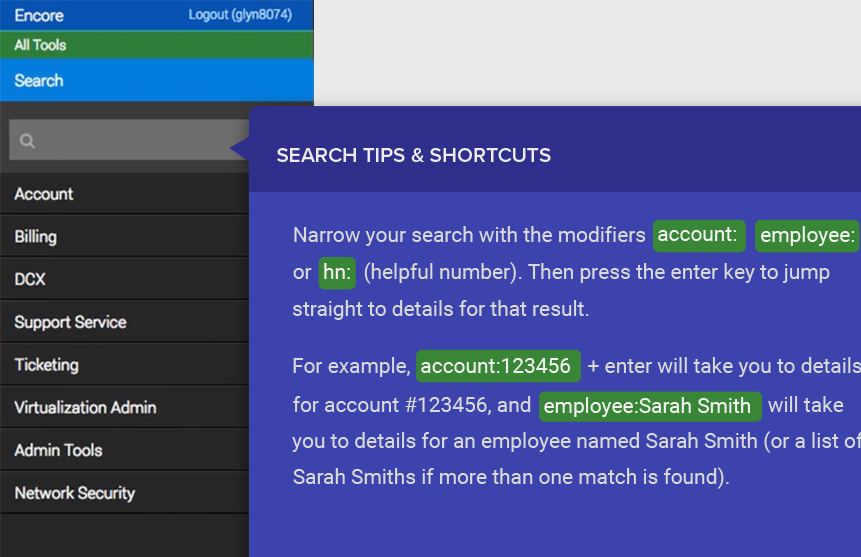 Encore Logout (glyn8074)
All Tools
Search
Account
Billing
DCX
Support Service
Ticketing
Virtualization Admin
Admin Tools
Network Security
SEARCH TIPS & SHORTCUTS
Narrow your search with the modifiers account: employee:
or hn: (helpful number). Then press the enter key to jump
straight to details for that result.
For example, account:123456 + enter will take you to details
for account #123456, and employee:Sarah Smith will take
you to details for an employee named Sarah Smith (or a list of
Sarah Smiths if more than one match is found).